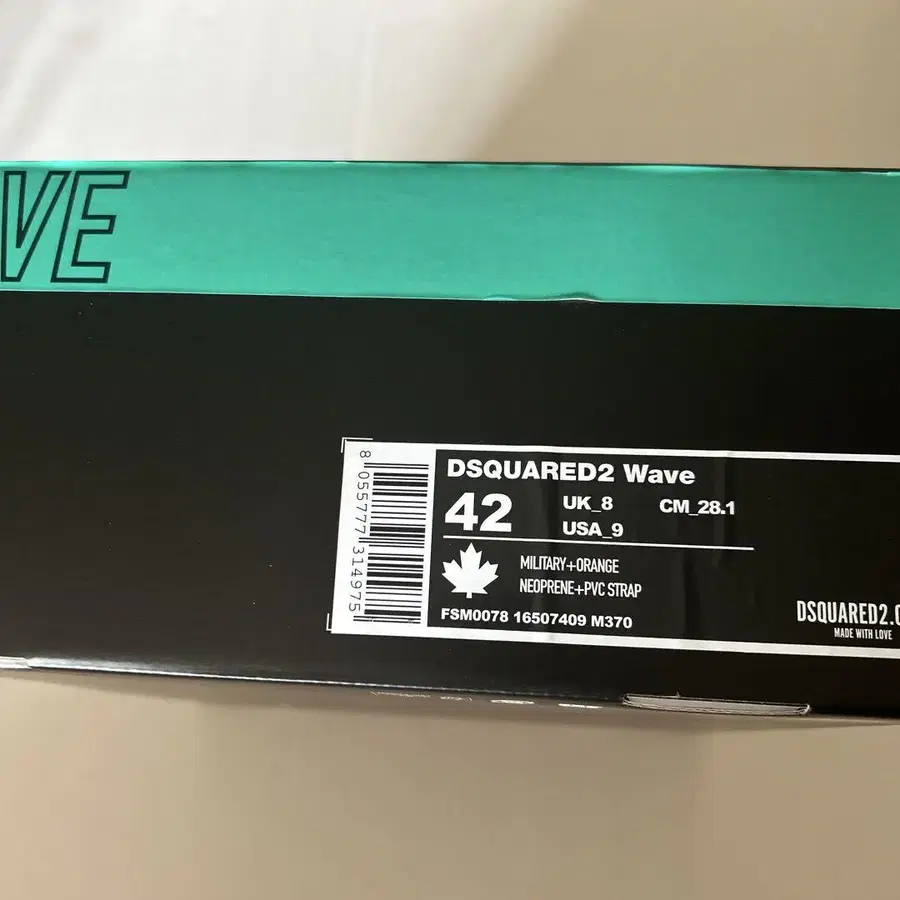 VE
8 055777 314975
DSQUARED2 Wave
42
UK_8
CM_28.1
USA_9
MILITARY+ORANGE
NEOPRENE+PVC STRAP
FSM0078 16507409 M370
DSQUARED2.
MADE WITH LOVE